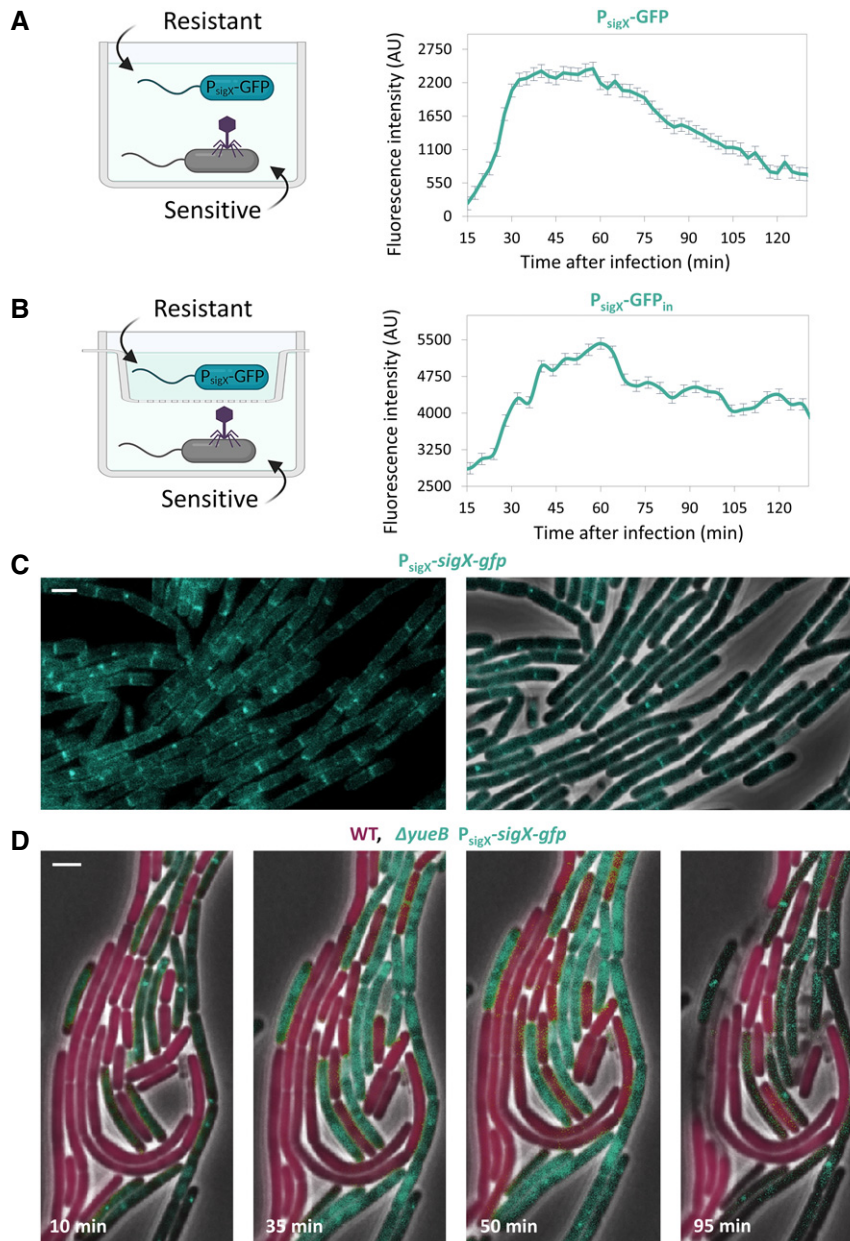 A
Resistant
PsigX-GFP
Sensitive
PsigX-GFP
Fluorescence intensity (AU)
2750
2200
1650
1100
550
0
15 30 45 60 75 90 105 120
Time after infection (min)
B
Resistant
PsigX-GFP
Sensitive
PsigX-GFPin
Fluorescence intensity (AU)
5500
4750
4000
3250
2500
15 30 45 60 75 90 105 120
Time after infection (min)
C
PsigX-sigX-gfp
D
WT, ΔyueB PsigX-sigX-gfp
10 min 35 min 50 min 95 min